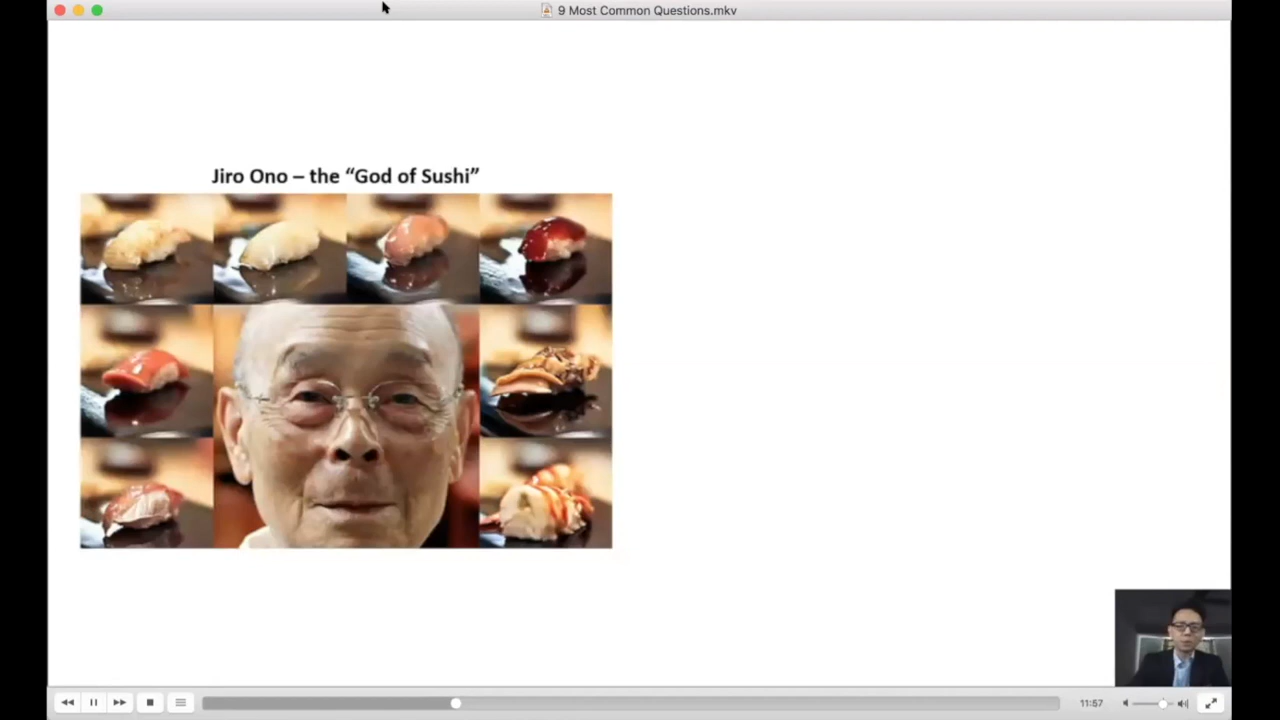 9 Most Common Questions.mkv
Jiro Ono – the “God of Sushi”
11:57